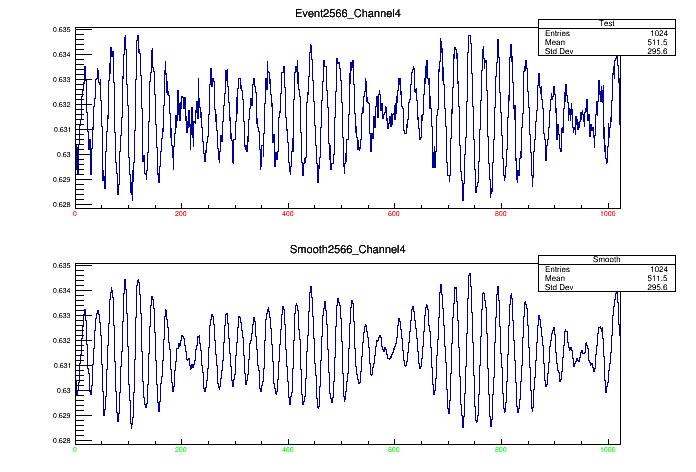 Event2566_Channel4
Test
Entries 1024
Mean 511.5
Std Dev 295.6
0.635
0.634
0.633
0.632
0.631
0.63
0.629
0.628
0 200 400 600 800 1000
Smooth2566_Channel4
Smooth
Entries 1024
Mean 511.5
Std Dev 295.6
0.635
0.634
0.633
0.632
0.631
0.63
0.629
0.628
0 200 400 600 800 1000